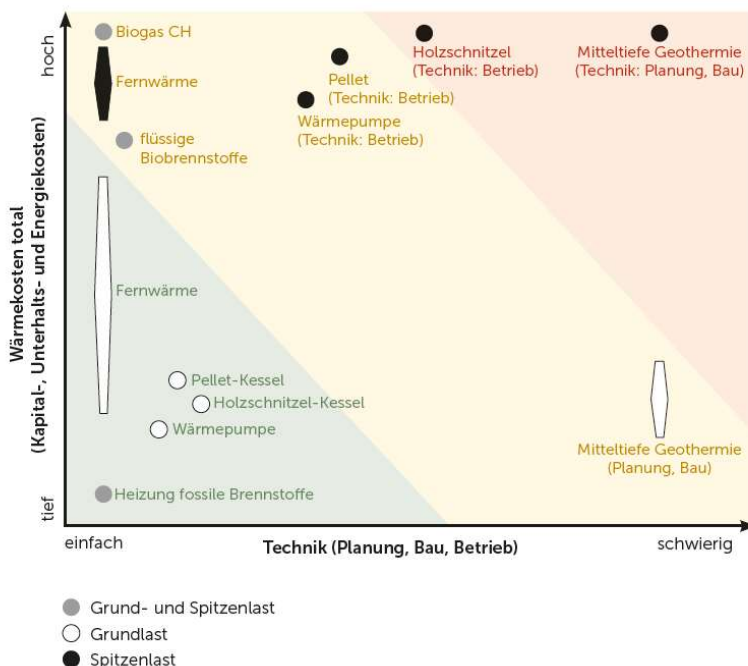 hoch
Wärmekosten total
(Kapital-, Unterhalts- und Energiekosten)
tief
Biogas CH
Fernwärme
flüssige
Biobrennstoffe
Pellet
(Technik: Betrieb)
Wärmepumpe
(Technik: Betrieb)
Holzschnitzel
(Technik: Betrieb)
Mitteltiefe Geothermie
(Technik: Planung, Bau)
Fernwärme
Pellet-Kessel
Holzschnitzel-Kessel
Wärmepumpe
Heizung fossile Brennstoffe
Mitteltiefe Geothermie
(Planung, Bau)
einfach
Technik (Planung, Bau, Betrieb)
schwierig
Grund- und Spitzenlast
Grundlast
Spitzenlast